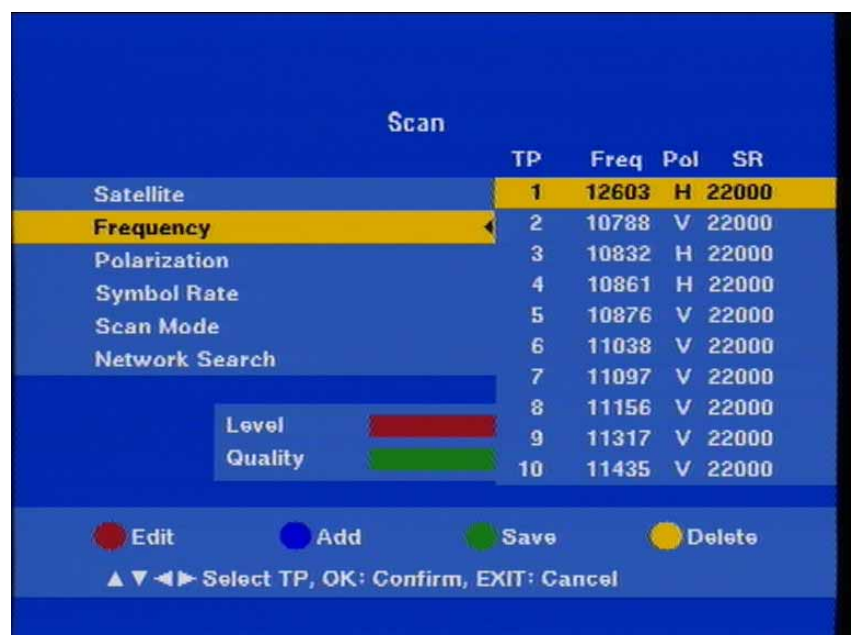 Scan
TP Freq Pol SR
Satellite
Frequency
Polarization
Symbol Rate
Scan Mode
Network Search
1 12603 H 22000
2 10788 V 22000
3 10832 H 22000
4 10861 H 22000
5 10876 V 22000
6 11038 V 22000
7 11097 V 22000
8 11156 V 22000
9 11317 V 22000
10 11435 V 22000
Level
Quality
Edit Add Save Delete
▲▼◄► Select TP, OK: Confirm, EXIT: Cancel